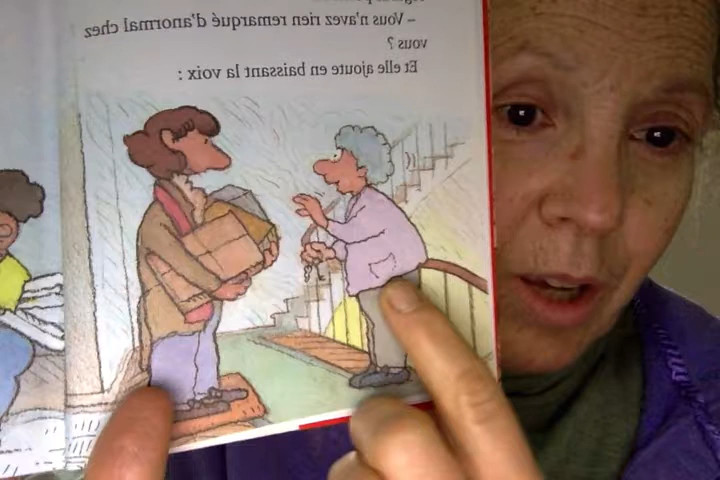 – Vous n'avez rien remarqué d'anormal chez
vous ?
Et elle ajoute en baissant la voix :